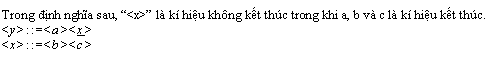 Trong định nghĩa sau, “<x>” là kí hiệu không kết thúc trong khi a, b và c là kí hiệu kết thúc.
<y> ::=<a><x>
<x> ::=<b><c>